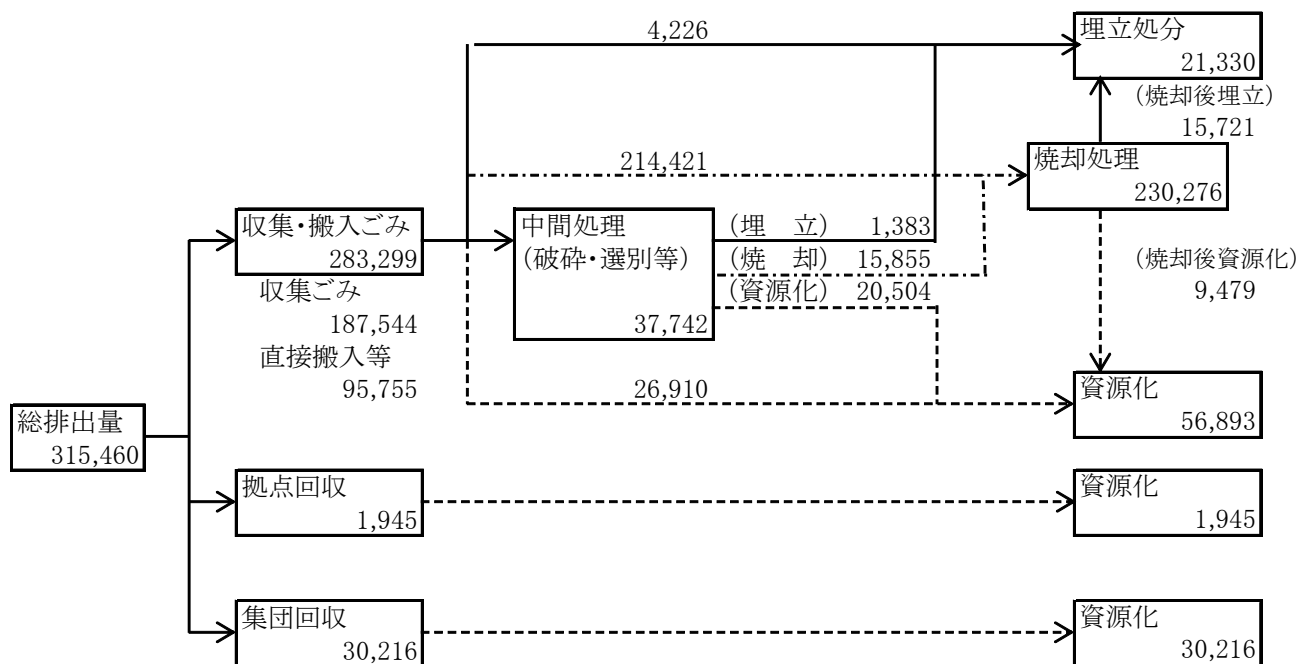 4,226
埋立処分
21,330
(焼却後埋立)
15,721
214,421
焼却処理
230,276
収集・搬入ごみ
283,299
中間処理
(破砕・選別等)
37,742
(埋　立)　1,383
(焼　却)　15,855
(資源化)　20,504
(焼却後資源化)
9,479
収集ごみ
187,544
直接搬入等
95,755
26,910
資源化
56,893
総排出量
315,460
拠点回収
1,945
資源化
1,945
集団回収
30,216
資源化
30,216